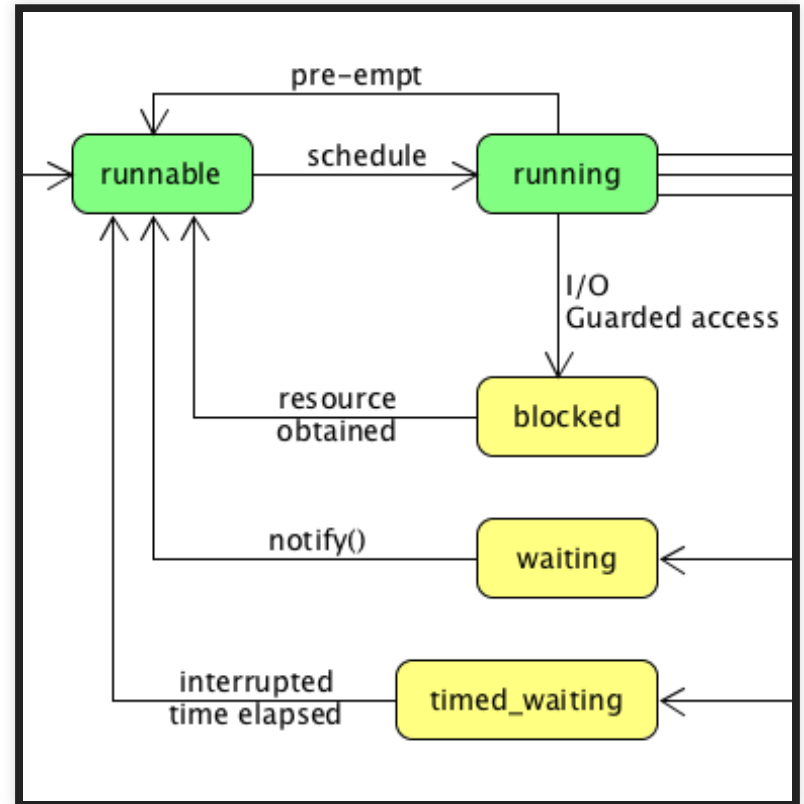 pre-empt
runnable
schedule
running
I/O
Guarded access
resource
obtained
blocked
notify()
waiting
interrupted
time elapsed
timed_waiting